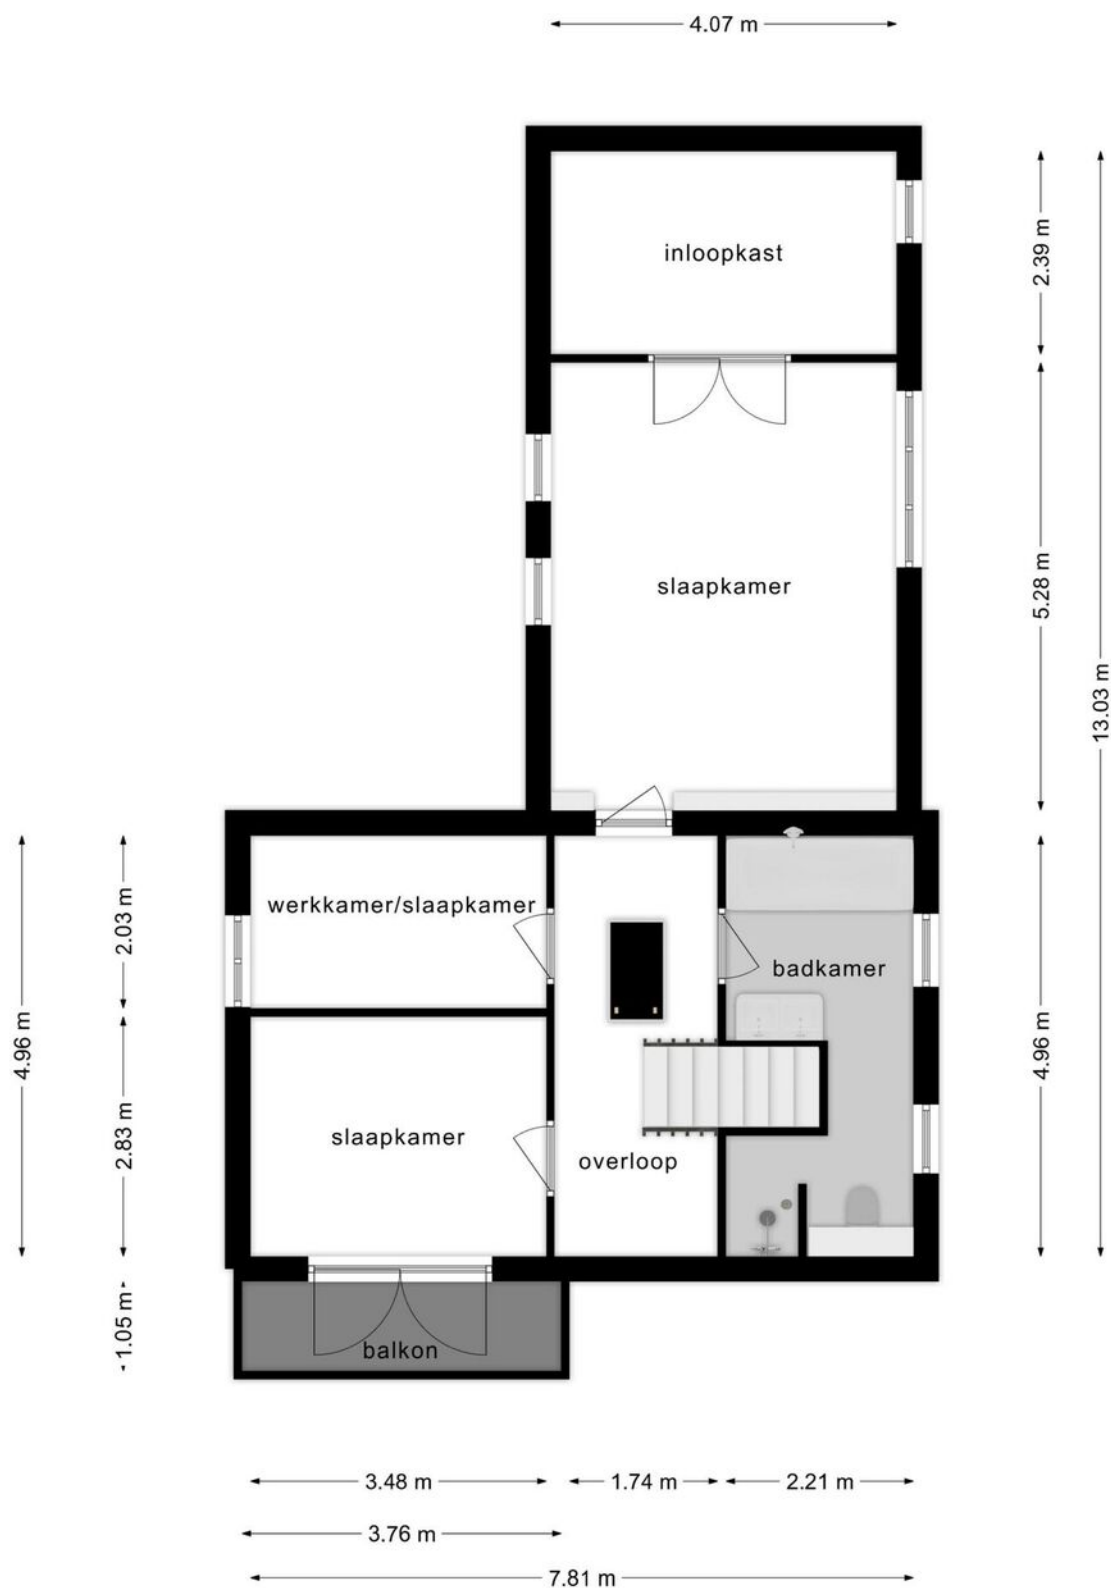 4.07 m
inloopkast
2.39 m
slaapkamer
5.28 m
13.03 m
werkkamer/slaapkamer
2.03 m
badkamer
4.96 m
4.96 m
slaapkamer
2.83 m
overloop
balkon
1.05 m
3.48 m
1.74 m
2.21 m
3.76 m
7.81 m